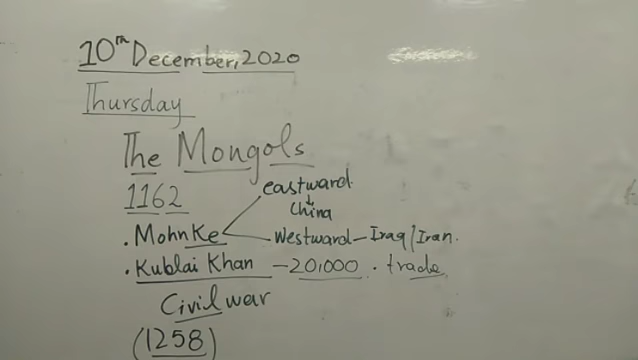 10th December, 2020
Thursday
The Mongols
1162
eastward.
China
. MohnKe
Westward - Iraq/Iran.
. Kublai Khan - 20,000 . trade
Civil war
(1258)